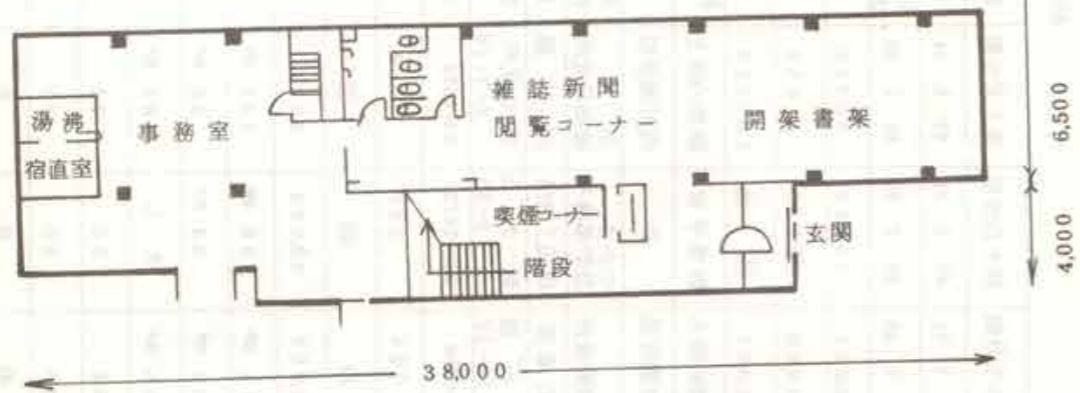 湯沸
宿直室
事務室
雑誌新聞
閲覧コーナー
開架書架
喫煙コーナー
階段
玄関
6,500
4,000
38,000